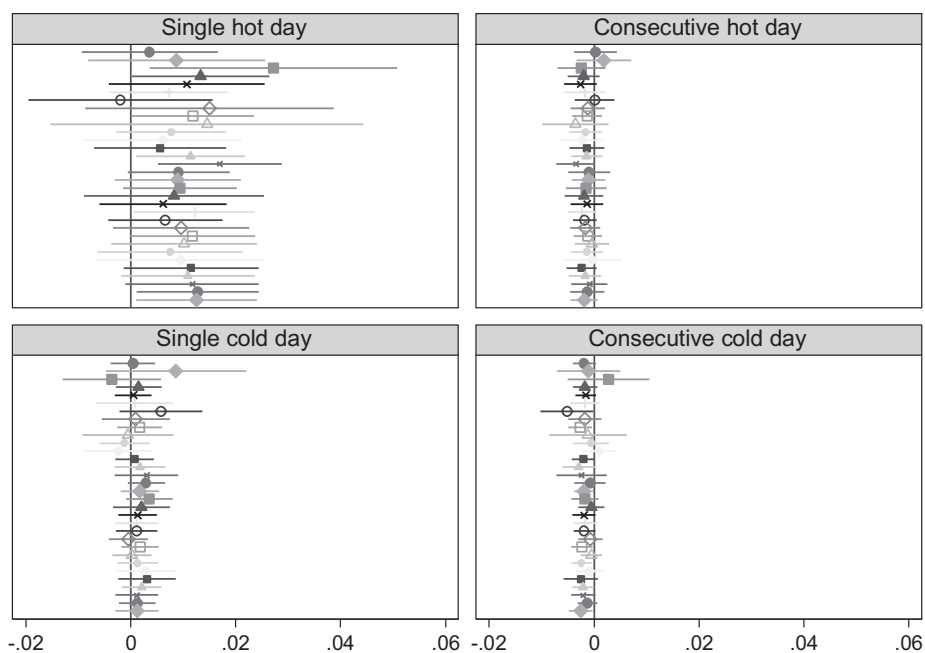 Single hot day
Consecutive hot day
Single cold day
Consecutive cold day
-.02 0 .02 .04 .06
-.02 0 .02 .04 .06